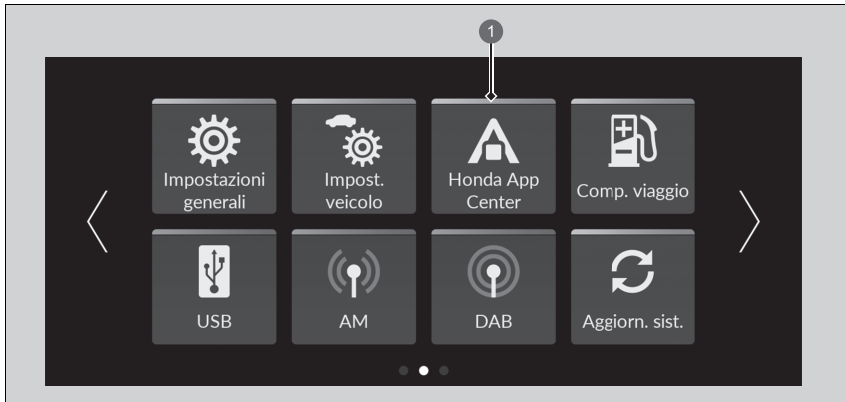 1
Impostazioni
generali
Impost.
veicolo
Honda App
Center
Comp. viaggio
USB
AM
DAB
Aggiorn. sist.